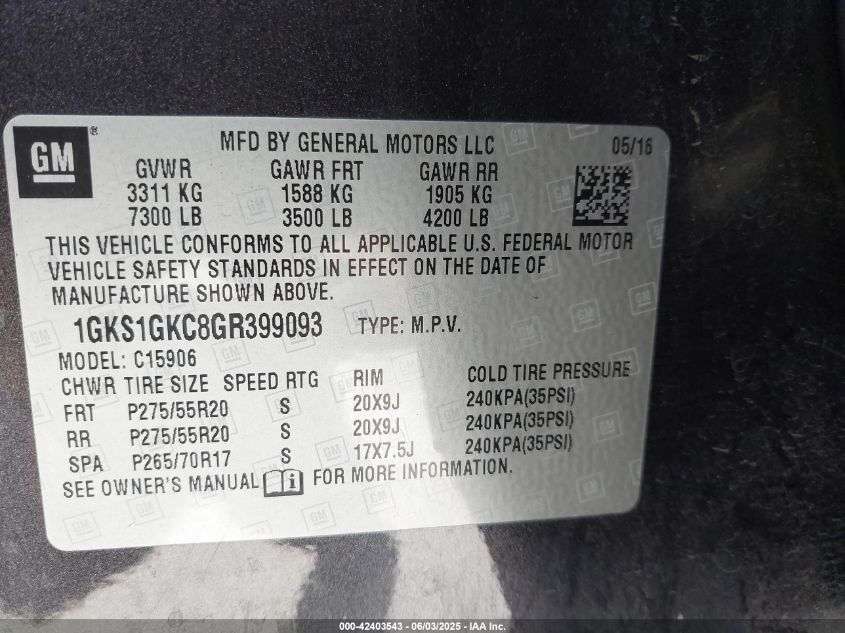 GM ®
MFD BY GENERAL MOTORS LLC 05/16
GVWR GAWR FRT GAWR RR
3311 KG 1588 KG 1905 KG
7300 LB 3500 LB 4200 LB
THIS VEHICLE CONFORMS TO ALL APPLICABLE U.S. FEDERAL MOTOR
VEHICLE SAFETY STANDARDS IN EFFECT ON THE DATE OF
MANUFACTURE SHOWN ABOVE.
1GKS1GKC8GR399093 TYPE: M.P.V.
MODEL: C15906
CHWR TIRE SIZE SPEED RTG RIM COLD TIRE PRESSURE
FRT P275/55R20 S 20X9J 240KPA(35PSI)
RR P275/55R20 S 20X9J 240KPA(35PSI)
SPA P265/70R17 S 17X7.5J 240KPA(35PSI)
SEE OWNER'S MANUAL i FOR MORE INFORMATION.
000-42403543 - 06/03/2025 - IAA Inc.